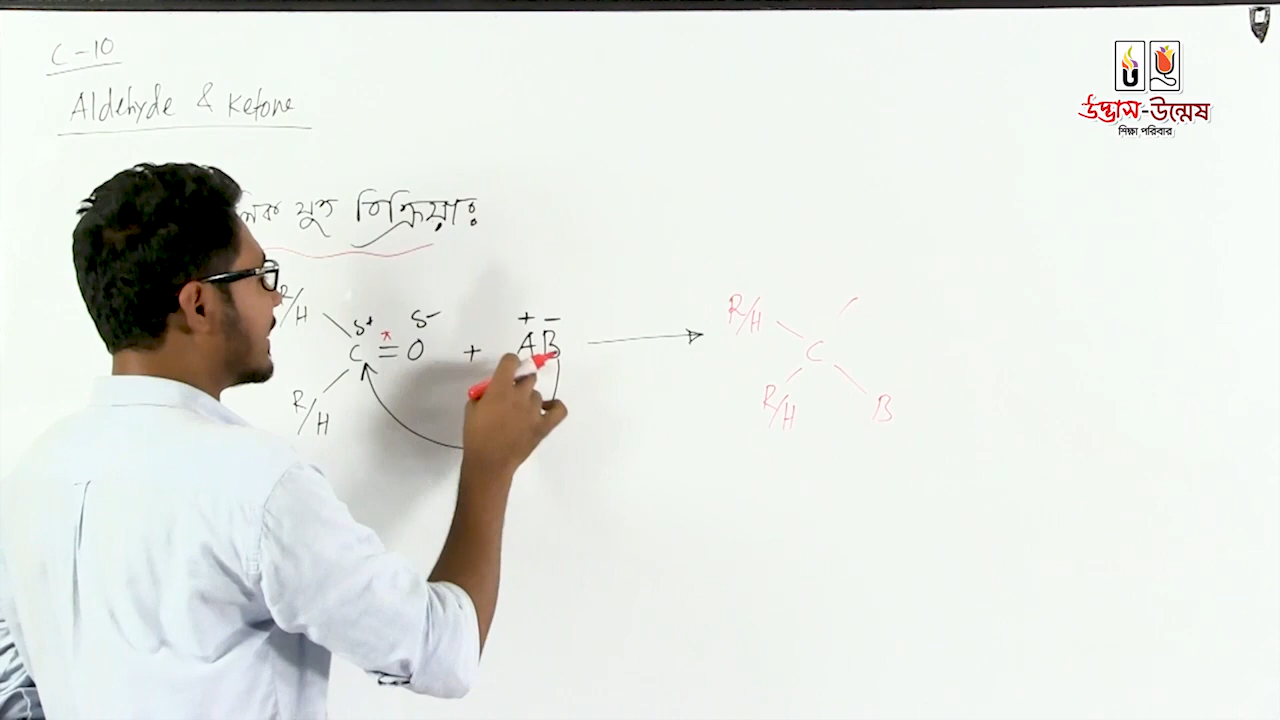 C-10
Aldehyde & Ketone
উদ্ভাস-উন্মেষ
শিক্ষা পরিবার
যুত বিক্রিয়াঃ
R/H
δ+ δ-
C = O + AB
+ -
R/H
R/H
C
R/H B